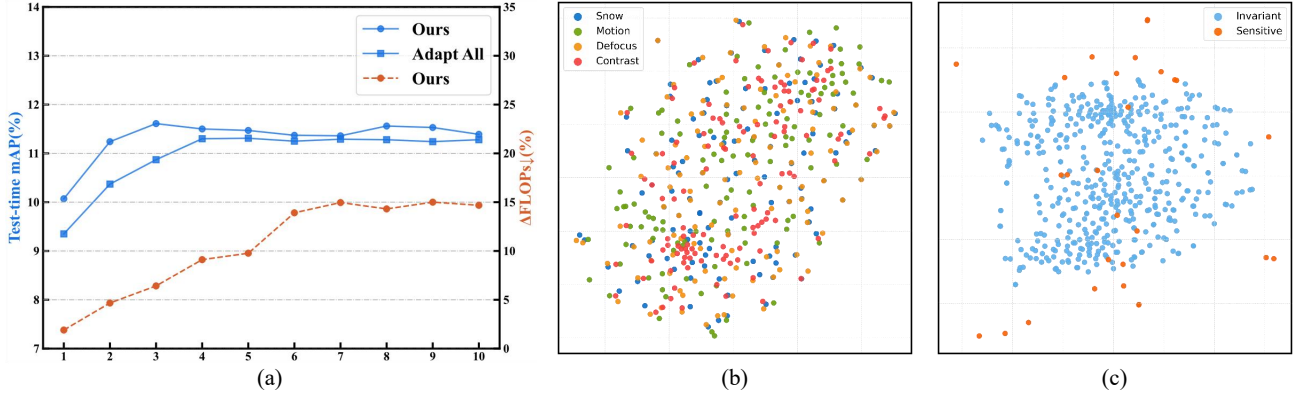 14
13
12
11
10
9
8
7
Test-time mAP(%)
Ours
Adapt All
Ours
35
30
25
20
15
10
5
0
ΔFLOPs↓(%)
1 2 3 4 5 6 7 8 9 10
(a)
Snow
Motion
Defocus
Contrast
(b)
Invariant
Sensitive
(c)